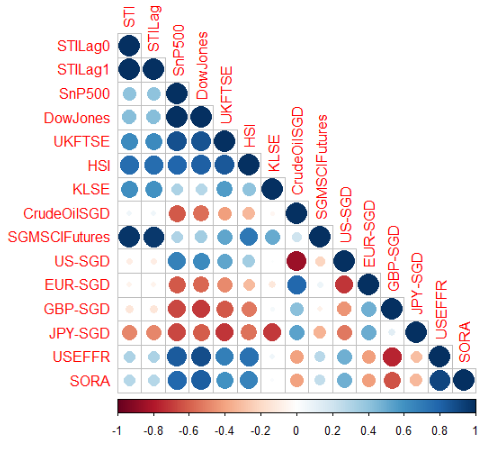 STI
STILag
SnP500
DowJones
UKFTSE
HSI
KLSE
CrudeOilSGD
SGMSCIFutures
US-SGD
EUR-SGD
GBP-SGD
JPY-SGD
USEFFR
SORA
STILag0
STILag1
SnP500
DowJones
UKFTSE
HSI
KLSE
CrudeOilSGD
SGMSCIFutures
US-SGD
EUR-SGD
GBP-SGD
JPY-SGD
USEFFR
SORA
-1 -0.8 -0.6 -0.4 -0.2 0 0.2 0.4 0.6 0.8 1